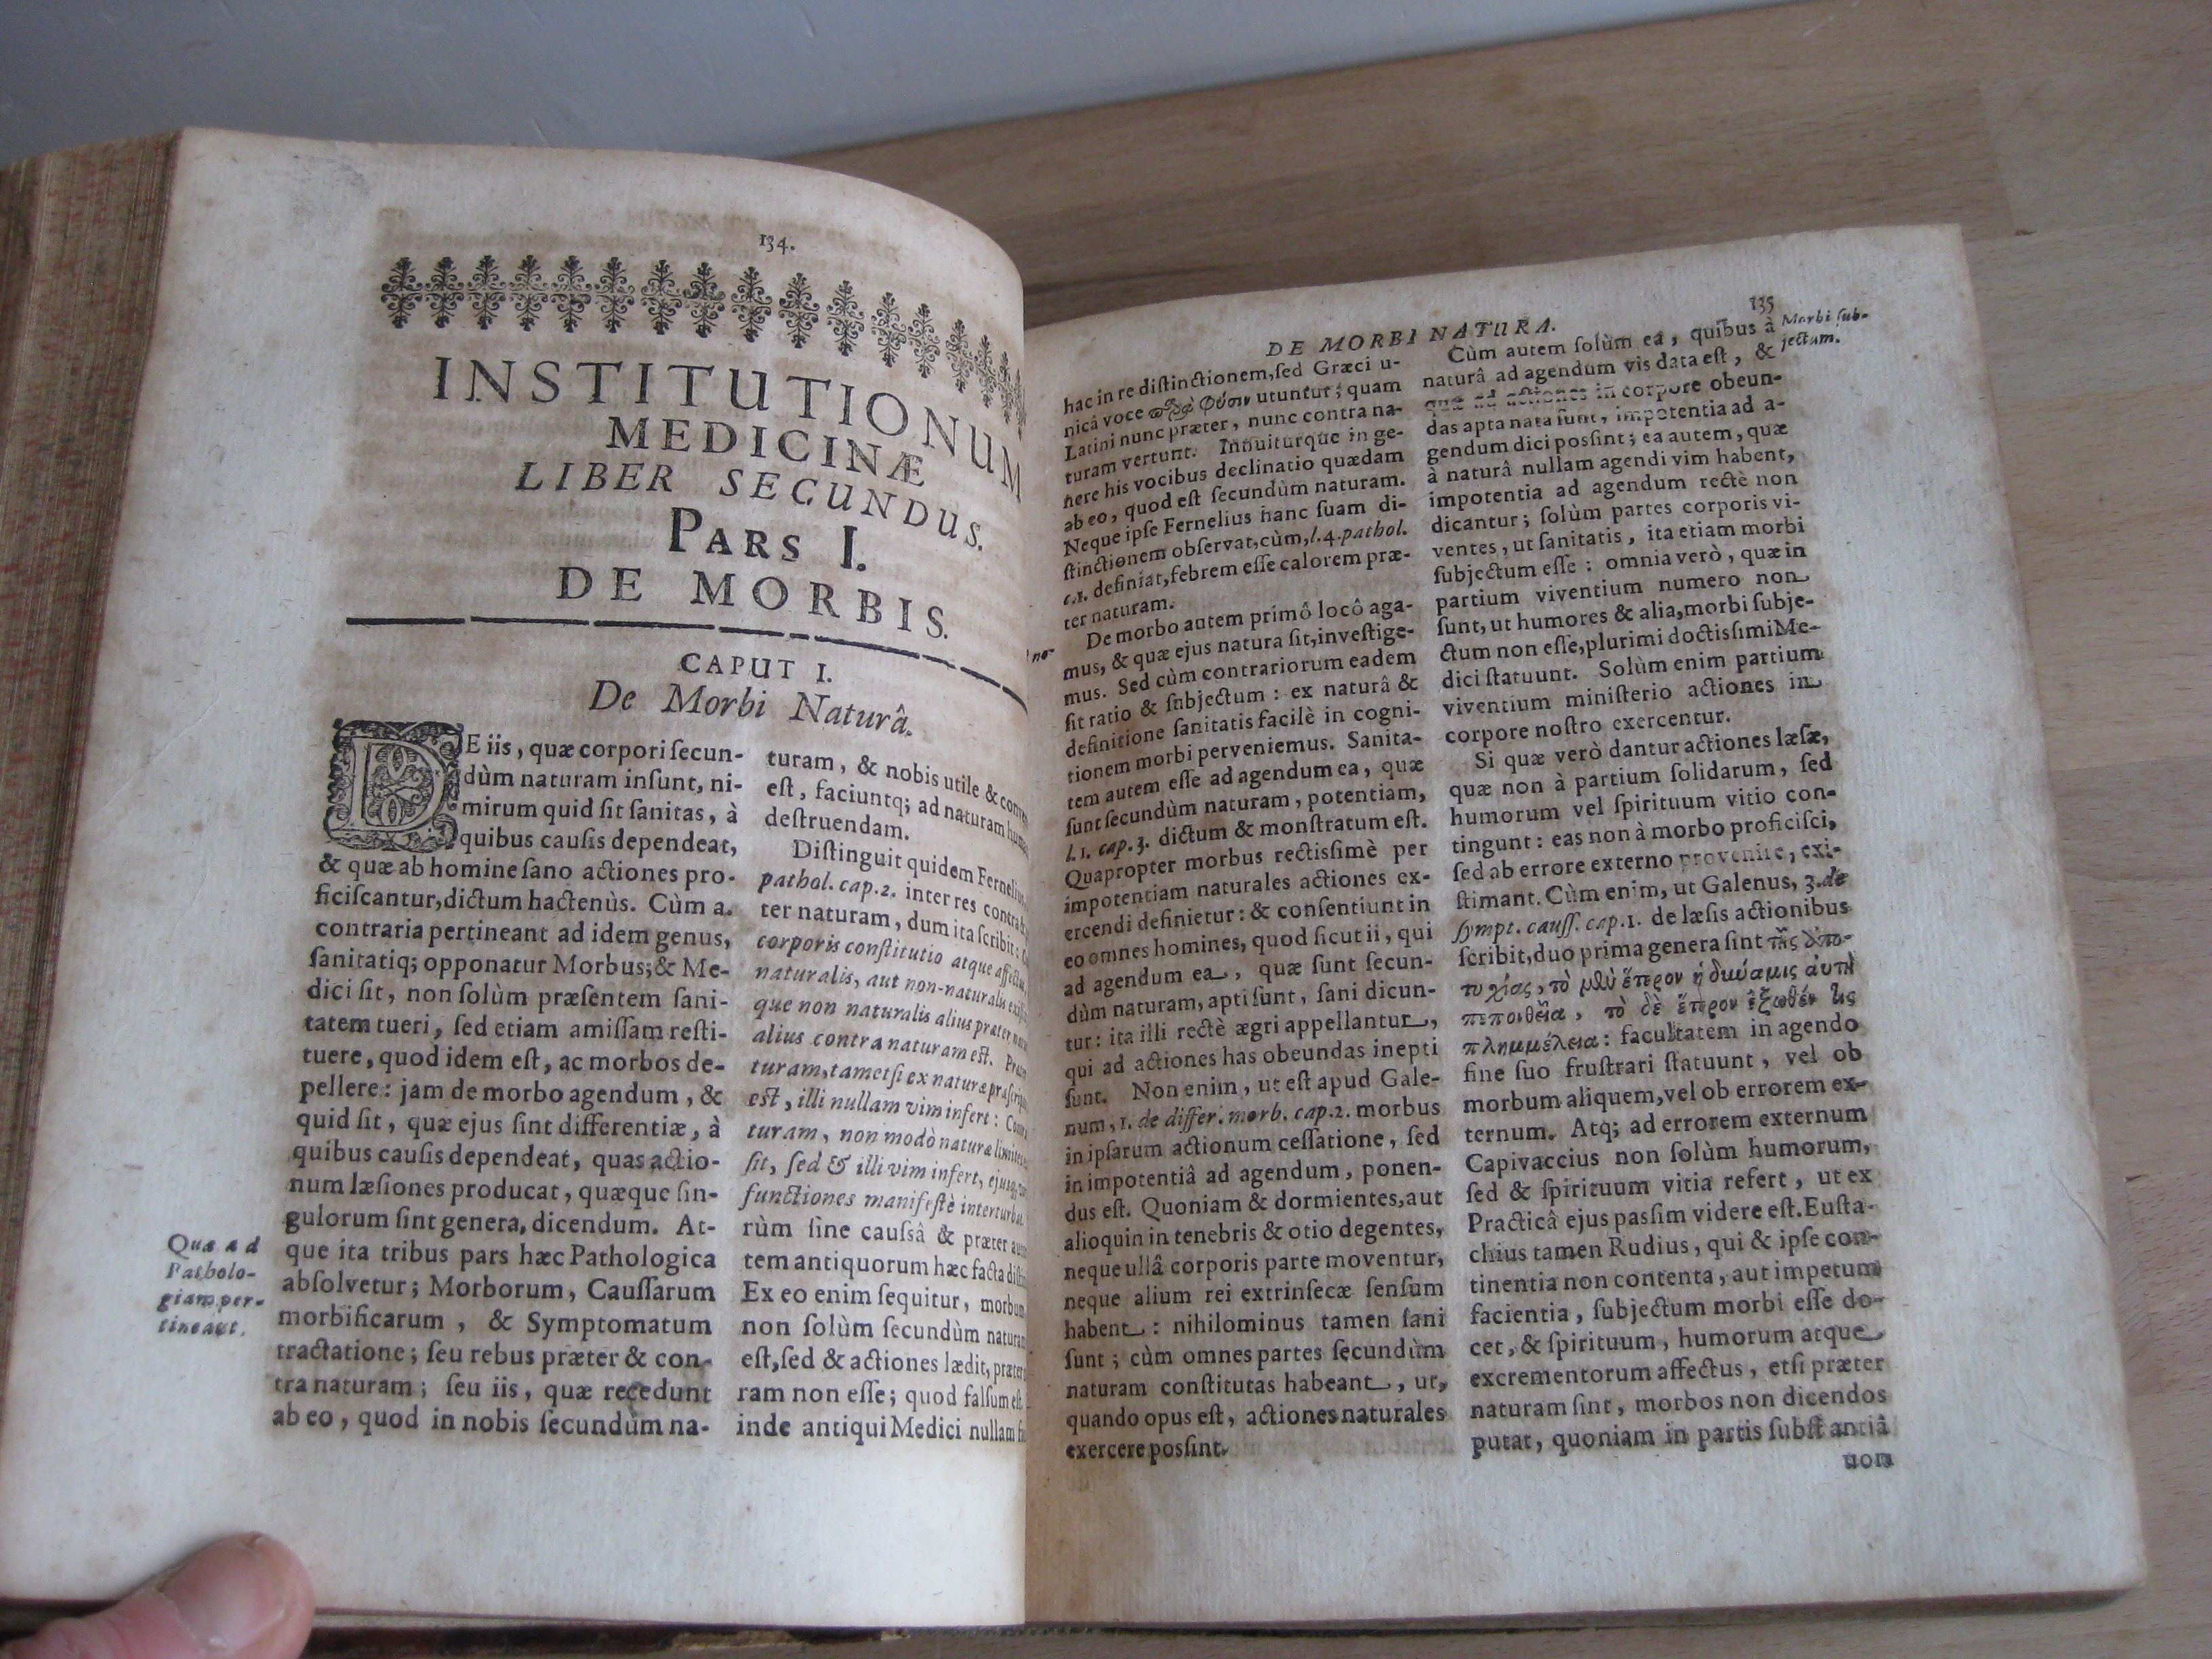 134.
INSTITUTIONUM
MEDICINÆ
LIBER SECUNDUS.
PARS I.
DE MORBIS.
CAPUT I.
De Morbi Naturâ.
DE iis, quæ corpori ſecun-
dùm naturam inſunt, ni-
mirum quid ſit ſanitas, à
quibus cauſis dependeat,
& quæ ab homine ſano actiones pro-
ficiſcantur, dictum hactenùs. Cùm a.
contraria pertineant ad idem genus,
ſanitatiq; opponatur Morbus; & Me-
dici ſit, non ſolùm præſentem ſani-
tatem tueri, ſed etiam amiſſam reſti-
tuere, quod idem eſt, ac morbos de-
pellere: jam de morbo agendum, &
quid ſit, quæ ejus ſint differentiæ, à
quibus cauſis dependeat, quas actio-
num læſiones producat, quæque ſin-
gulorum ſint genera, dicendum. At-
que ita tribus pars hæc Pathologica
abſolvetur; Morborum, Cauſſarum
morbificarum, & Symptomatum
tractatione; ſeu rebus præter & con-
tra naturam; ſeu iis, quæ recedunt
ab eo, quod in nobis ſecundùm na-
Quæ ad
Patholo-
giam per-
tineant.
turam, & nobis utile &
eſt, faciuntq; ad naturam
deſtruendam.
Diſtinguit quidem
pathol. cap. 2. inter res contra
ter naturam, dum ita ſcribit:
corporis conſtitutio atque
naturalis, aut non-naturalis
que non naturalis alius præter
alius contra naturam eſt.
turam, tametſi ex naturæ
eſt, illi nullam vim infert:
turam, non modò naturæ
ſit, ſed & illi vim infert,
functiones manifeſtè
rùm ſine cauſsâ & præter
tem antiquorum hæc facta
Ex eo enim ſequitur,
non ſolùm ſecundùm
eſt, ſed & actiones lædit,
ram non eſſe; quod falſum
inde antiqui Medici nullam
135
DE MORBI NATURA.
hac in re diſtinctionem, ſed Græci u-
nicâ voce παρὰ φύσιν utuntur; quam
Latini nunc præter, nunc contra na-
turam vertunt. Innuiturque in ge-
nere his vocibus declinatio quædam
ab eo, quod eſt ſecundùm naturam.
Neque ipſe Fernelius hanc ſuam di-
ſtinctionem obſervat, cùm, l. 4. pathol.
c. 1. definiat, febrem eſſe calorem præ-
ter naturam.
De morbo autem primô locô aga-
mus, & quæ ejus natura ſit, inveſtige-
mus. Sed cùm contrariorum eadem
ſit ratio & ſubjectum: ex naturâ &
definitione ſanitatis facilè in cogni-
tionem morbi perveniemus. Sanita-
tem autem eſſe ad agendum ea, quæ
ſunt ſecundùm naturam, potentiam,
l. 1. cap. 3. dictum & monſtratum eſt.
Quapropter morbus rectiſsimè per
impotentiam naturales actiones ex-
ercendi definietur: & conſentiunt in
eo omnes homines, quod ſicut ii, qui
ad agendum ea, quæ ſunt ſecun-
dùm naturam, apti ſunt, ſani dicun-
tur: ita illi rectè ægri appellantur,
qui ad actiones has obeundas inepti
ſunt. Non enim, ut eſt apud Gale-
num, 1. de differ. morb. cap. 2. morbus
in ipſarum actionum ceſſatione, ſed
in impotentiâ ad agendum, ponen-
dus eſt. Quoniam & dormientes, aut
alioquin in tenebris & otio degentes,
neque ullâ corporis parte moventur,
neque alium rei extrinſecæ ſenſum
habent: nihilominus tamen ſani
ſunt; cùm omnes partes ſecundùm
naturam conſtitutas habeant, ut,
quando opus eſt, actiones naturales
exercere poſsint.
Cùm autem ſolùm ea, quibus à
naturâ ad agendum vis data eſt, &
quæ ad actiones in corpore obeun-
das apta nata ſunt, impotentia ad a-
gendum dici poſsint; ea autem, quæ
à naturâ nullam agendi vim habent,
impotentia ad agendum rectè non
dicantur; ſolùm partes corporis vi-
ventes, ut ſanitatis, ita etiam morbi
ſubjectum eſſe: omnia verò, quæ in
partium viventium numero non
ſunt, ut humores & alia, morbi ſubje-
ctum non eſſe, plurimi doctiſsimi Me-
dici ſtatuunt. Solùm enim partium
viventium miniſterio actiones in
corpore noſtro exercentur.
Si quæ verò dantur actiones læſæ,
quæ non à partium ſolidarum, ſed
humorum vel ſpirituum vitio con-
tingunt: eas non à morbo proficiſci,
ſed ab errore externo provenire, exi-
ſtimant. Cùm enim, ut Galenus, 3. de
ſympt. cauſſ. cap. 1. de læſis actionibus
ſcribit, duo prima genera ſint τῆς ἀπο-
τυχίας, τὸ μὲν ἕτερον ἡ δύναμις αὐτὴ
πεπονθεῖα, τὸ δὲ ἕτερον ἔξωθέν τις
πλημμέλεια: facultatem in agendo
fine ſuo fruſtrari ſtatuunt, vel ob
morbum aliquem, vel ob errorem ex-
ternum. Atq; ad errorem externum
Capivaccius non ſolùm humorum,
ſed & ſpirituum vitia refert, ut ex
Practicâ ejus paſsim videre eſt. Euſta-
chius tamen Rudius, qui & ipſe con-
tinentia non contenta, aut impetum
facientia, ſubjectum morbi eſſe do-
cet, & ſpirituum, humorum atque
excrementorum affectus, etſi præter
naturam ſint, morbos non dicendos
putat, quoniam in partis ſubſtantiâ
non
Morbi ſub-
jectum.